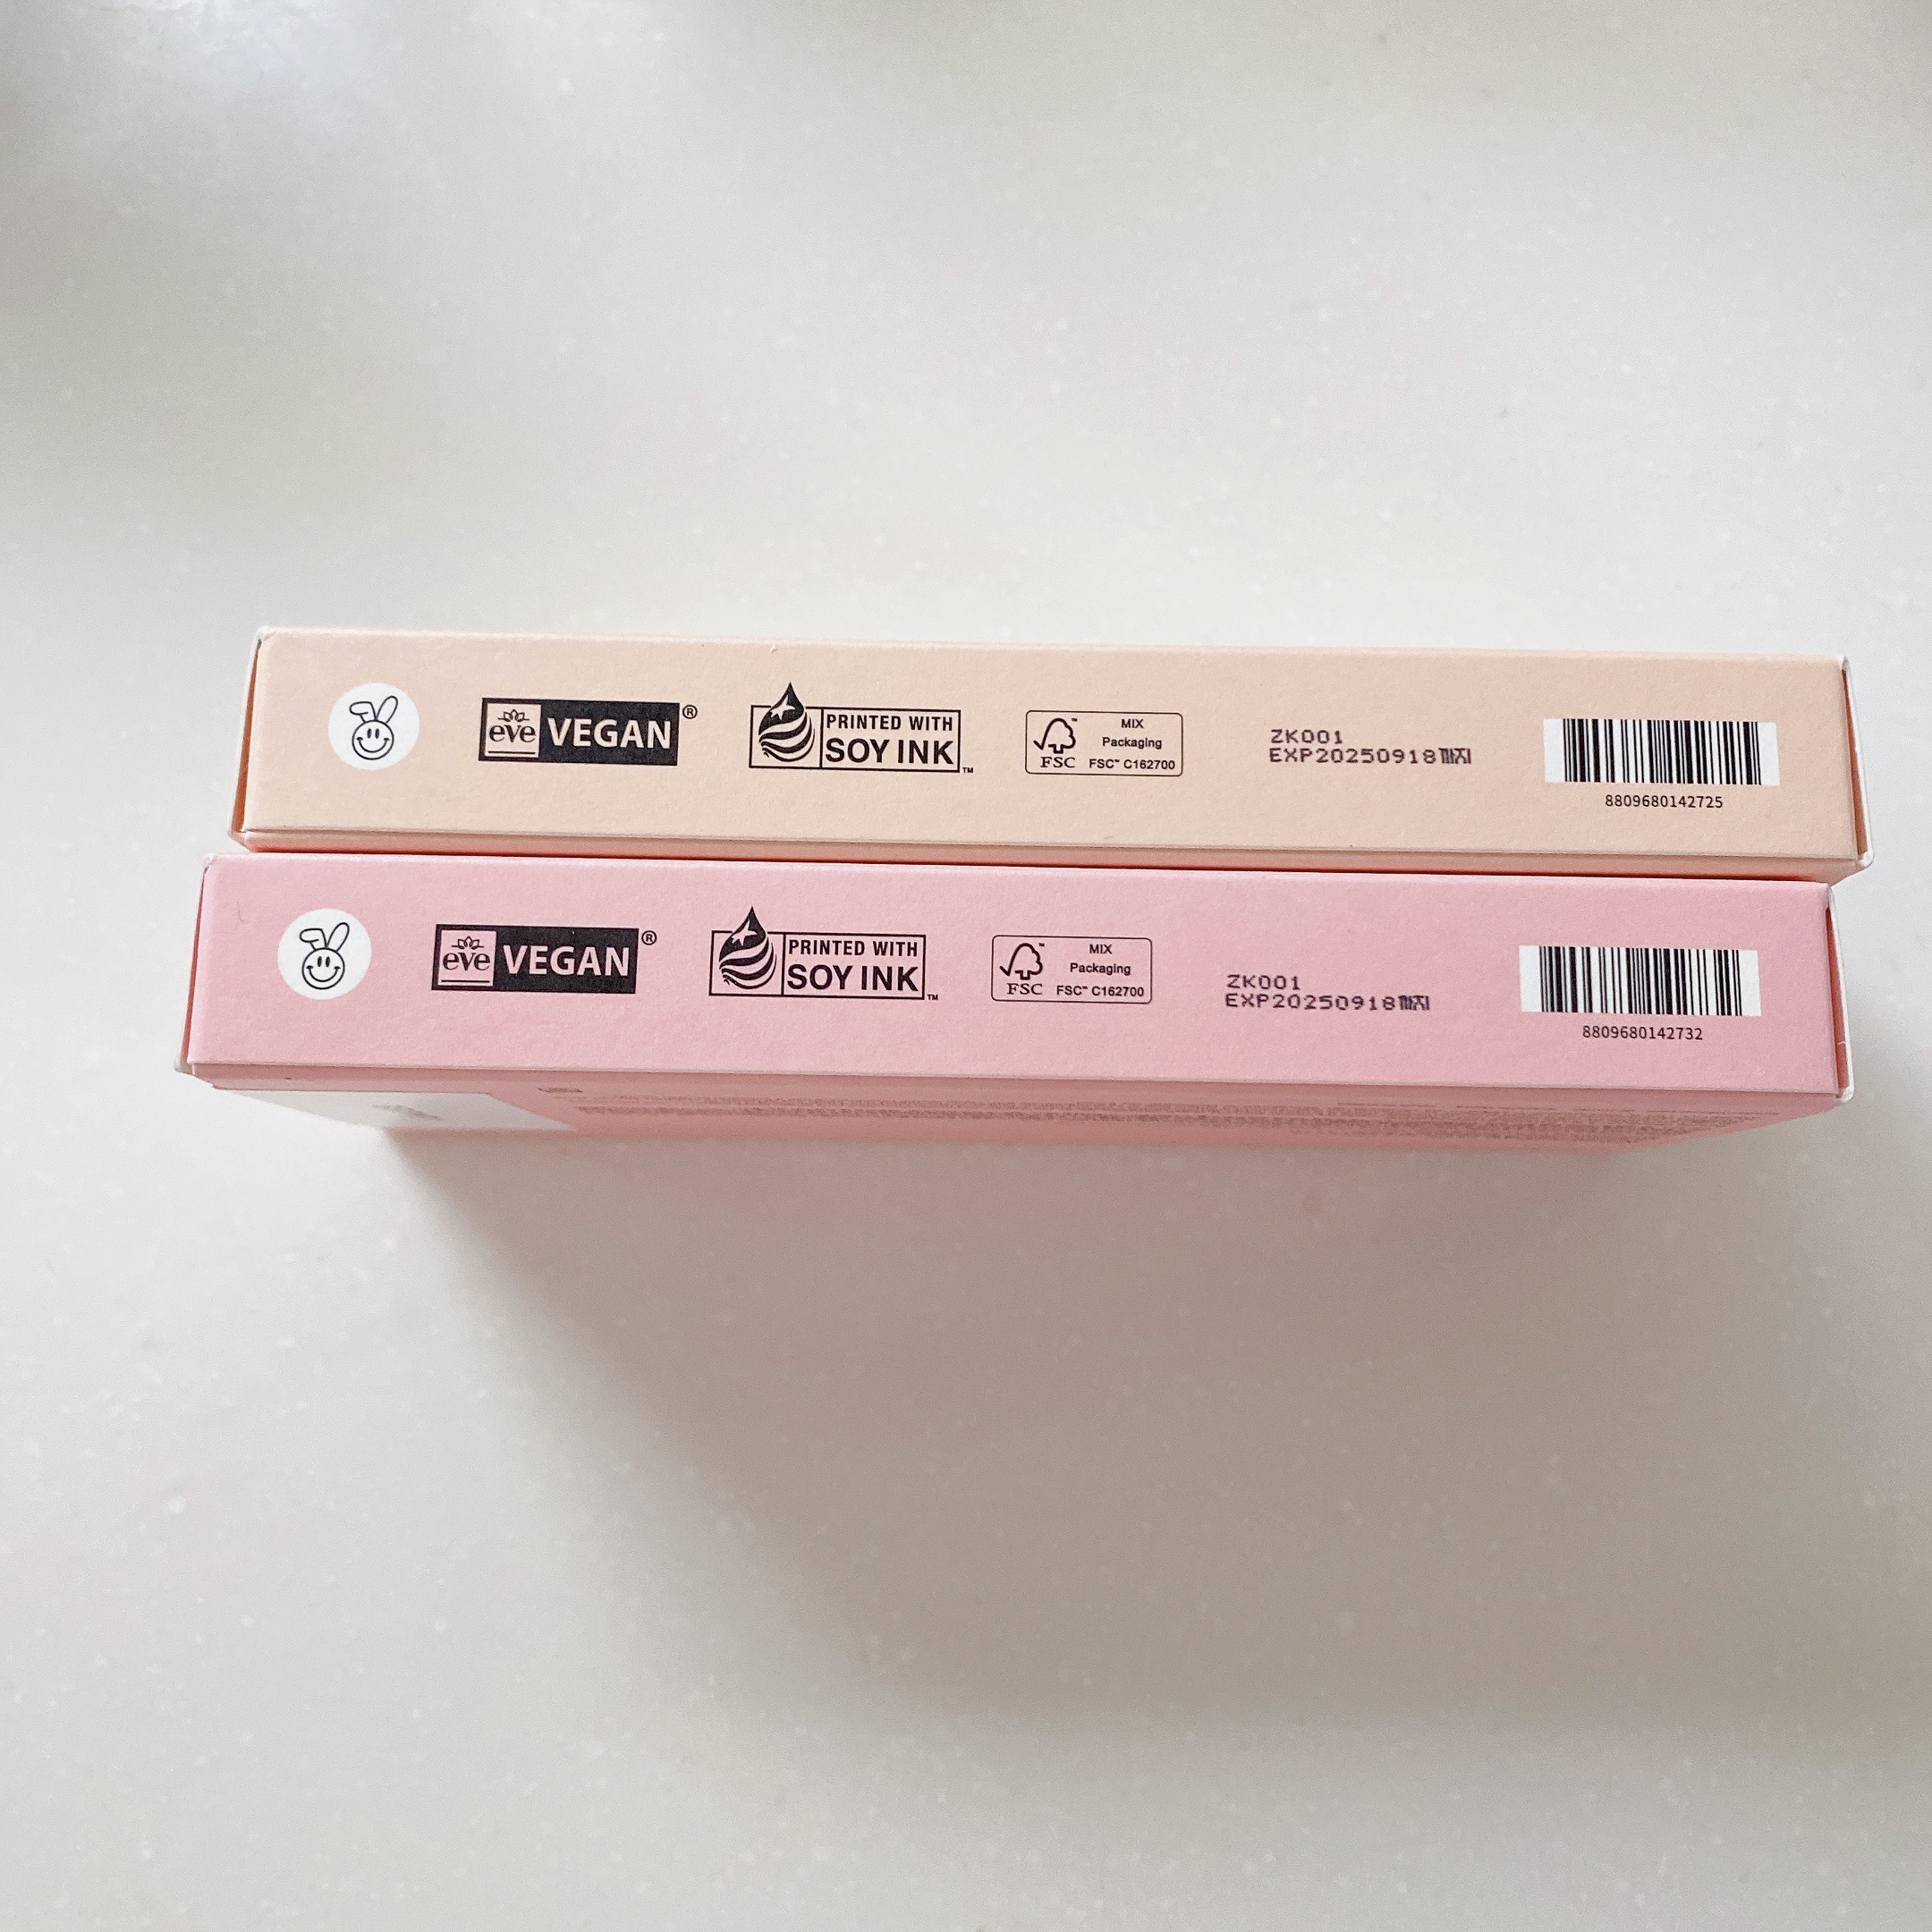 eve VEGAN®
PRINTED WITH
SOY INK™
FSC™
MIX
Packaging
FSC™ C162700
ZK001
EXP20250918까지
8809680142725
eve VEGAN®
PRINTED WITH
SOY INK™
FSC™
MIX
Packaging
FSC™ C162700
ZK001
EXP20250918까지
8809680142732